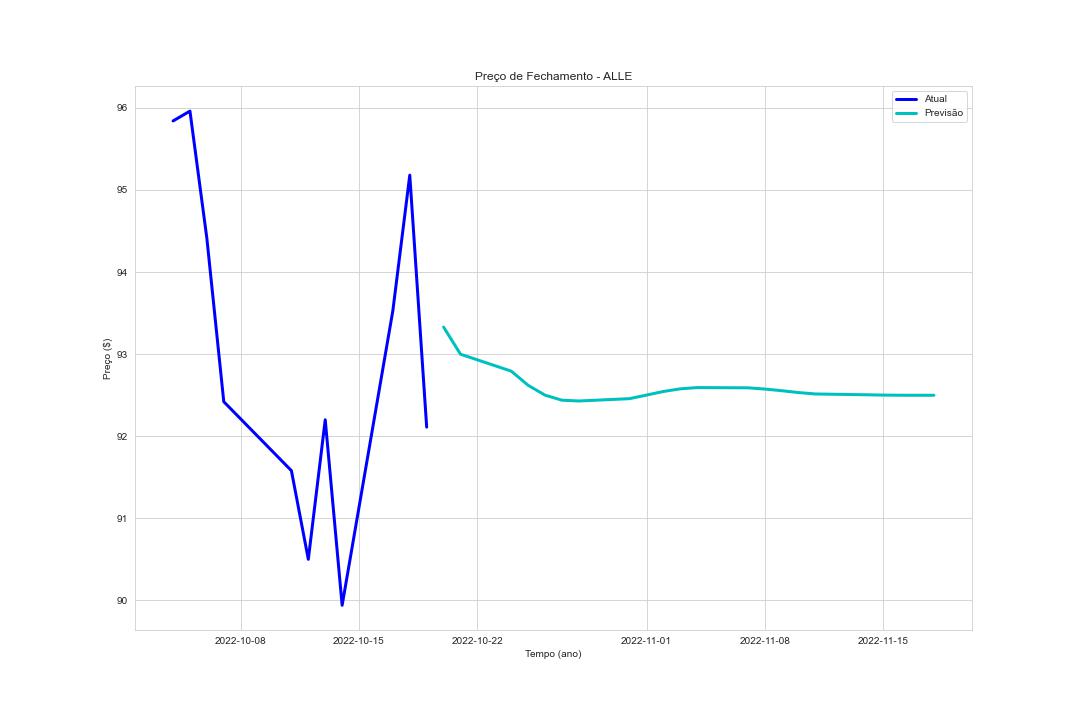 Preço de Fechamento - ALLE
Atual
Previsão
96
95
94
93
92
91
90
Preço ($)
2022-10-08
2022-10-15
2022-10-22
2022-11-01
2022-11-08
2022-11-15
Tempo (ano)